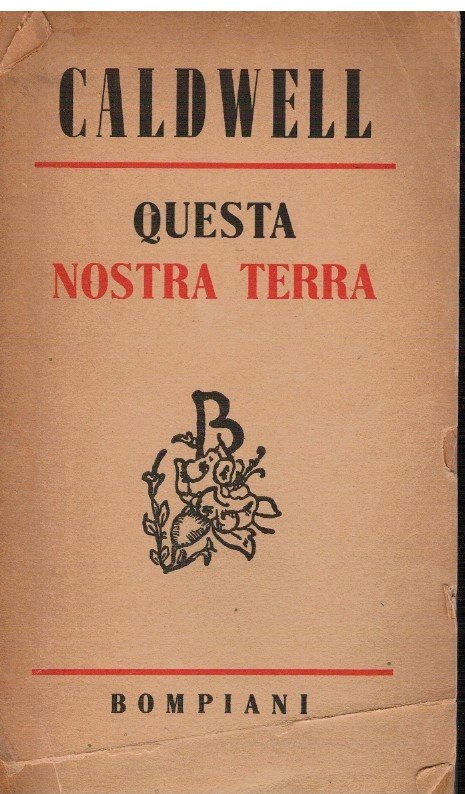 CALDWELL
QUESTA
NOSTRA TERRA
B
BOMPIANI